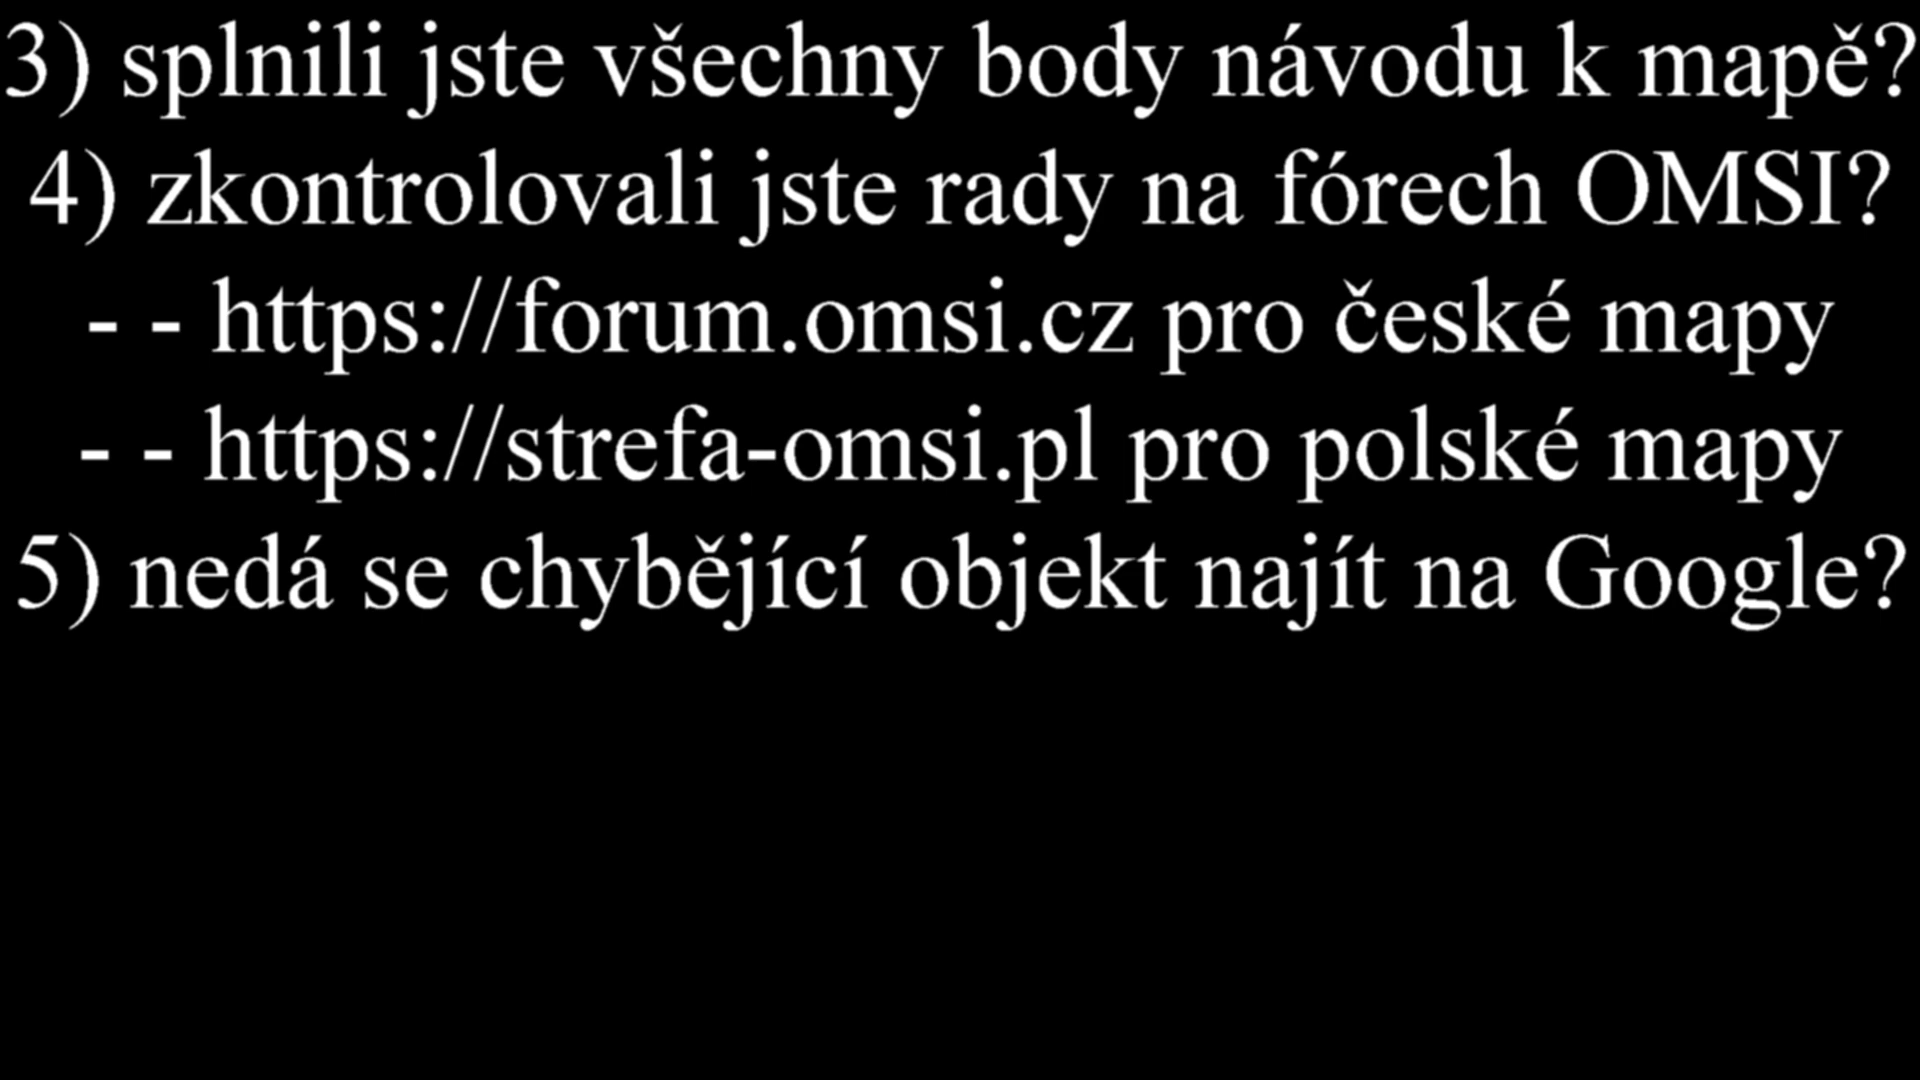 3) splnili jste všechny body návodu k mapě?
4) zkontrolovali jste rady na fórech OMSI?
- - https://forum.omsi.cz pro české mapy
- - https://strefa-omsi.pl pro polské mapy
5) nedá se chybějící objekt najít na Google?